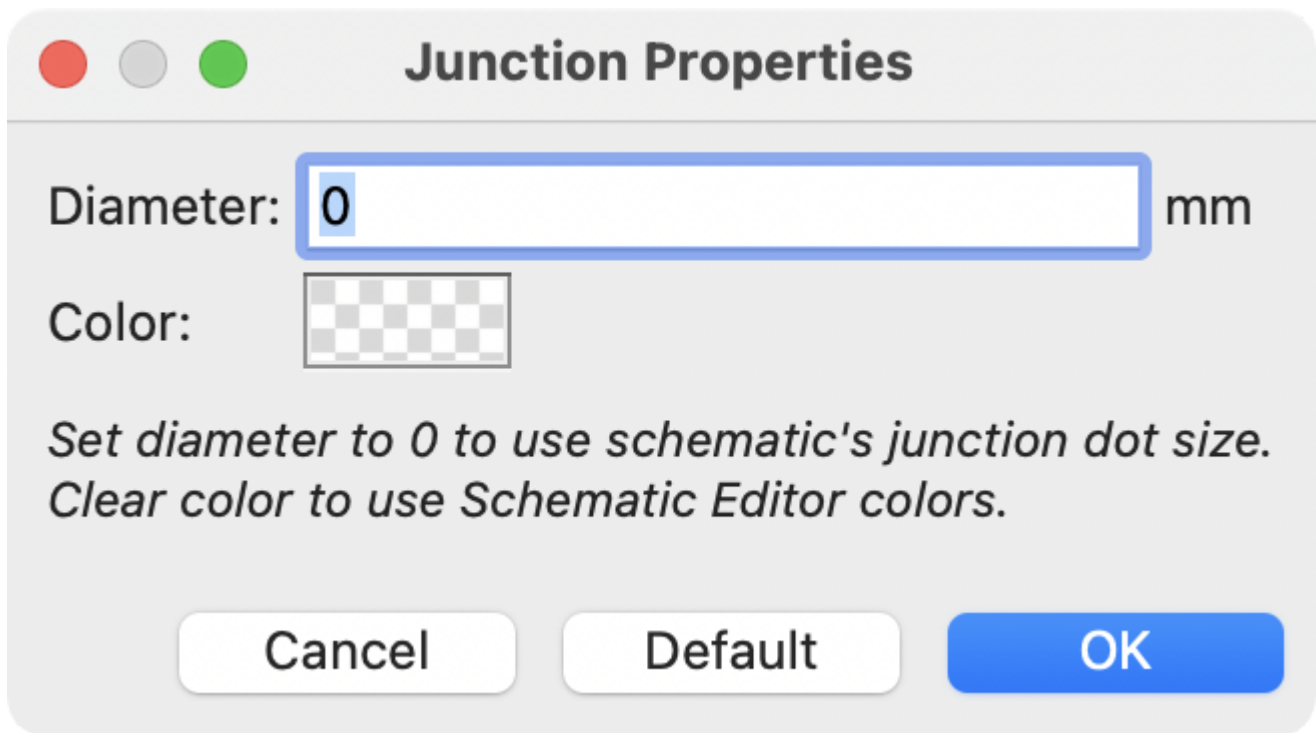 Junction Properties
Diameter: 0 mm
Color:
Set diameter to 0 to use schematic's junction dot size.
Clear color to use Schematic Editor colors.
Cancel Default OK